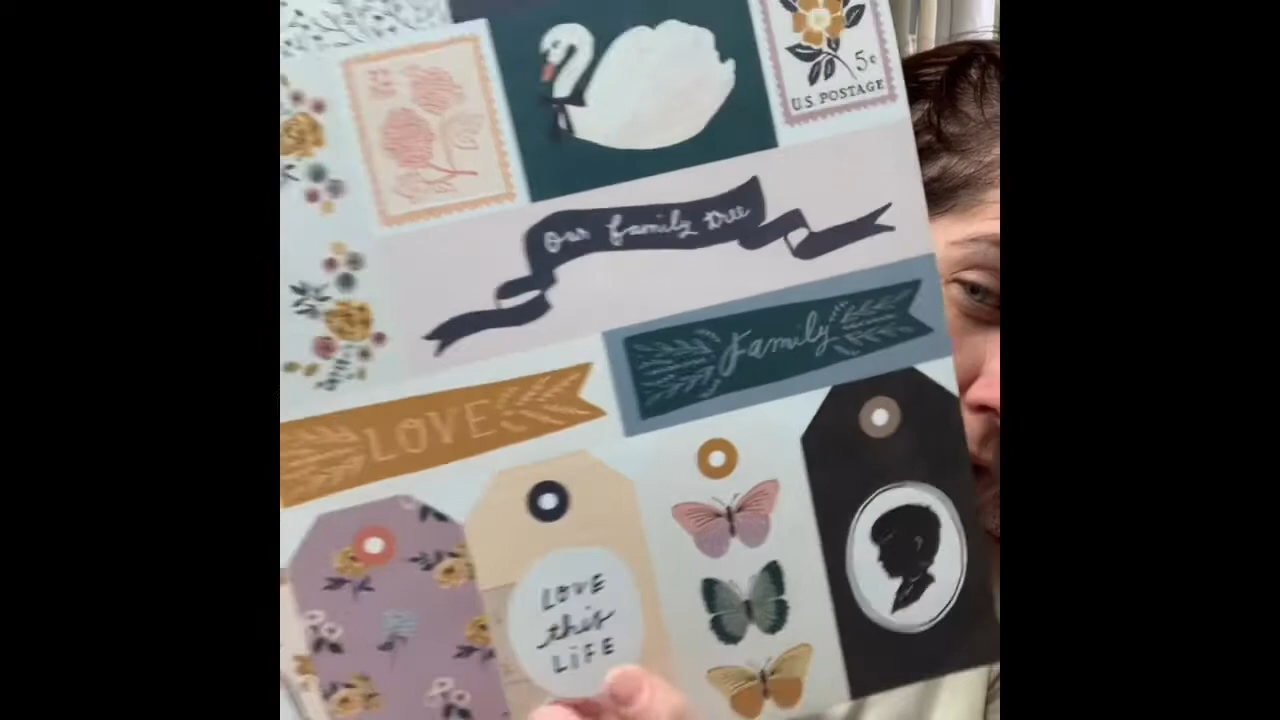 5¢
U.S. POSTAGE
our family tree
family
LOVE
LOVE
this
LiFE